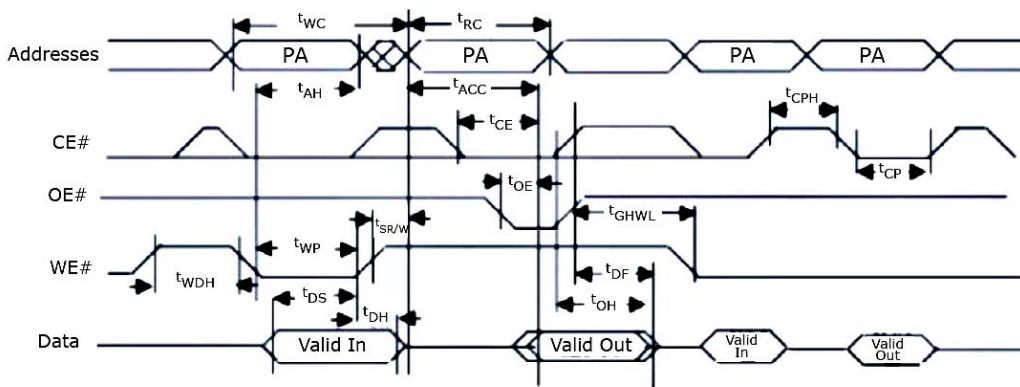 tWC tRC
Addresses PA PA PA PA
tAH tACC tCPH
CE# tCE tCP
OE# tOE tGHWL
tSR/W
WE# tWP tDF
tWDH tDS tOH
tDH
Data Valid In Valid Out Valid In Valid Out